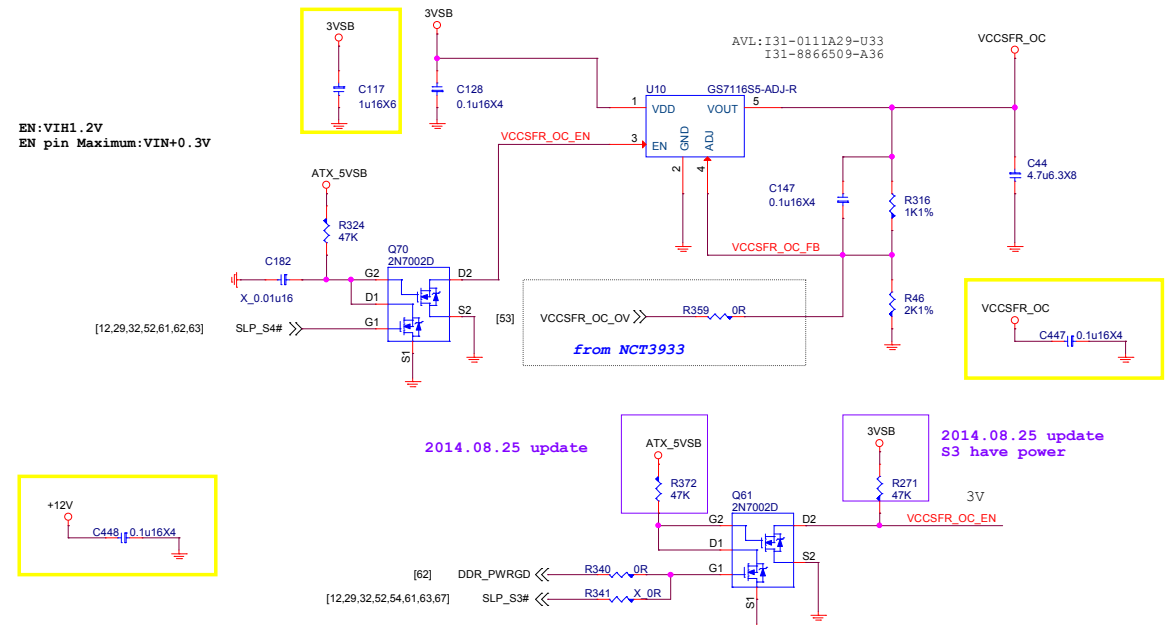 3VSB
C117
1u16X6
3VSB
C128
0.1u16X4
AVL:I31-0111A29-U33
I31-8866509-A36
VCCSFR_OC
U10
GS7116S5-ADJ-R
1
VDD
VOUT
5
3
EN
GND
ADJ
2
4
VCCSFR_OC_EN
EN:VIH1.2V
EN pin Maximum:VIN+0.3V
ATX_5VSB
R324
47K
C182
X_0.01u16
Q70
2N7002D
G2
D2
D1
S2
G1
S1
[12,29,32,52,61,62,63]
SLP_S4#
C147
0.1u16X4
R316
1K1%
C44
4.7u6.3X8
VCCSFR_OC_FB
R46
2K1%
[53]
VCCSFR_OC_OV
R359
0R
from NCT3933
VCCSFR_OC
C447
0.1u16X4
2014.08.25 update
ATX_5VSB
R372
47K
3VSB
R271
47K
2014.08.25 update
S3 have power
3V
VCCSFR_OC_EN
Q61
2N7002D
G2
D2
D1
S2
G1
S1
[62]
DDR_PWRGD
R340
0R
[12,29,32,52,54,61,63,67]
SLP_S3#
R341
X_0R
+12V
C448
0.1u16X4